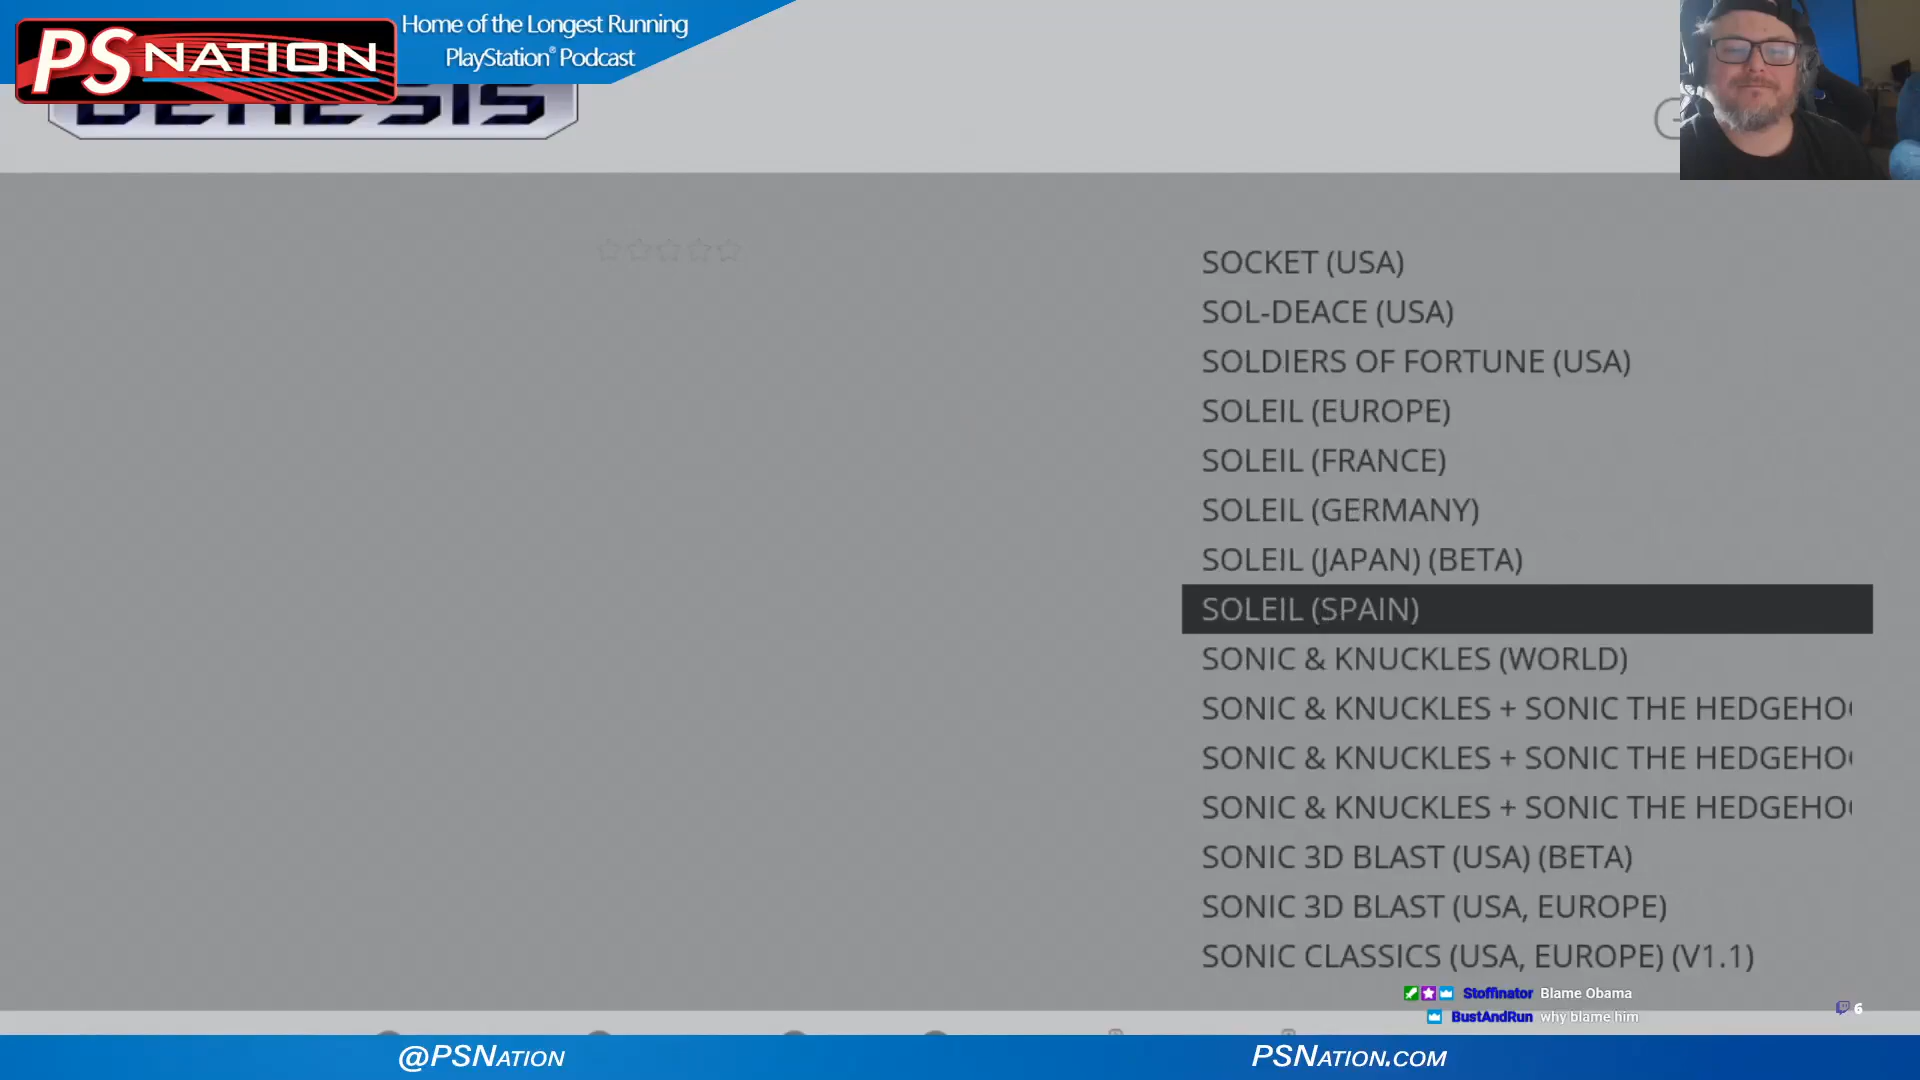 PS NATION
Home of the Longest Running
PlayStation® Podcast
GENESIS
SOCKET (USA)
SOL-DEACE (USA)
SOLDIERS OF FORTUNE (USA)
SOLEIL (EUROPE)
SOLEIL (FRANCE)
SOLEIL (GERMANY)
SOLEIL (JAPAN) (BETA)
SOLEIL (SPAIN)
SONIC & KNUCKLES (WORLD)
SONIC & KNUCKLES + SONIC THE HEDGEHO
SONIC & KNUCKLES + SONIC THE HEDGEHO
SONIC & KNUCKLES + SONIC THE HEDGEHO
SONIC 3D BLAST (USA) (BETA)
SONIC 3D BLAST (USA, EUROPE)
SONIC CLASSICS (USA, EUROPE) (V1.1)
Stoffinator Blame Obama
BustAndRun why blame him
6
@PSNATION
PSNATION.COM